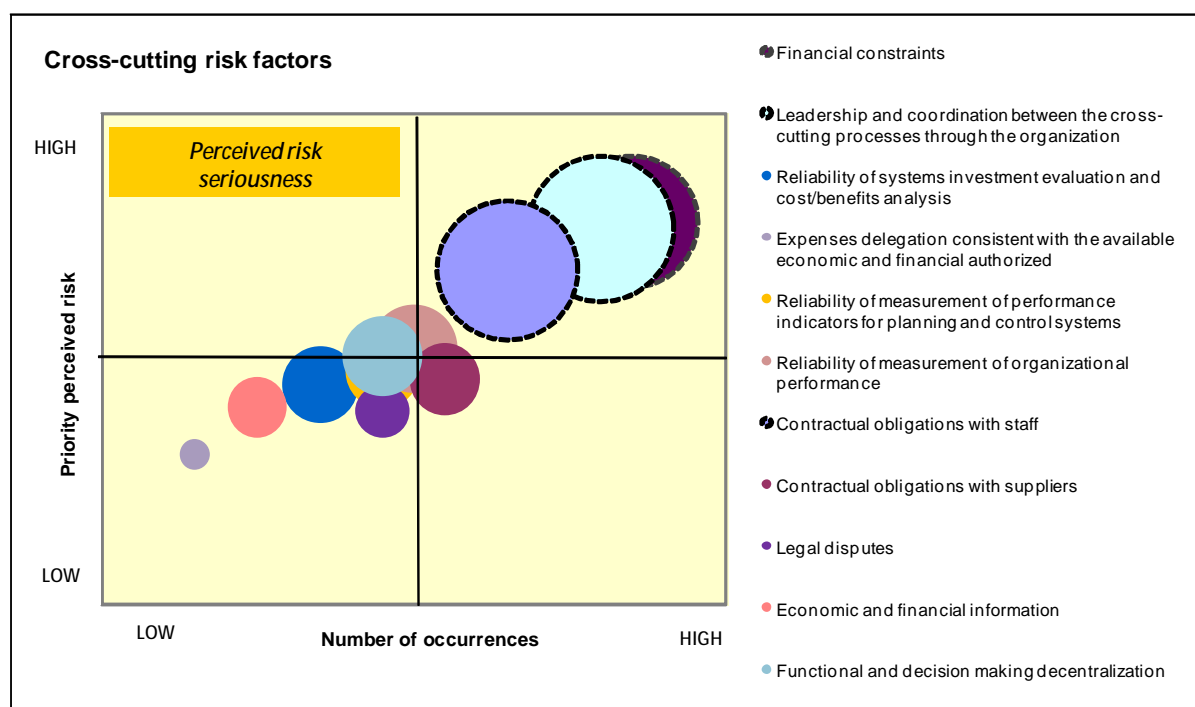 Cross-cutting risk factors
HIGH
Perceived risk
seriousness
Priority perceived risk
LOW
LOW
Number of occurrences
HIGH
Financial constraints
Leadership and coordination between the cross-
cutting processes through the organization
Reliability of systems investment evaluation and
cost/benefits analysis
Expenses delegation consistent with the available
economic and financial authorized
Reliability of measurement of performance
indicators for planning and control systems
Reliability of measurement of organizational
performance
Contractual obligations with staff
Contractual obligations with suppliers
Legal disputes
Economic and financial information
Functional and decision making decentralization